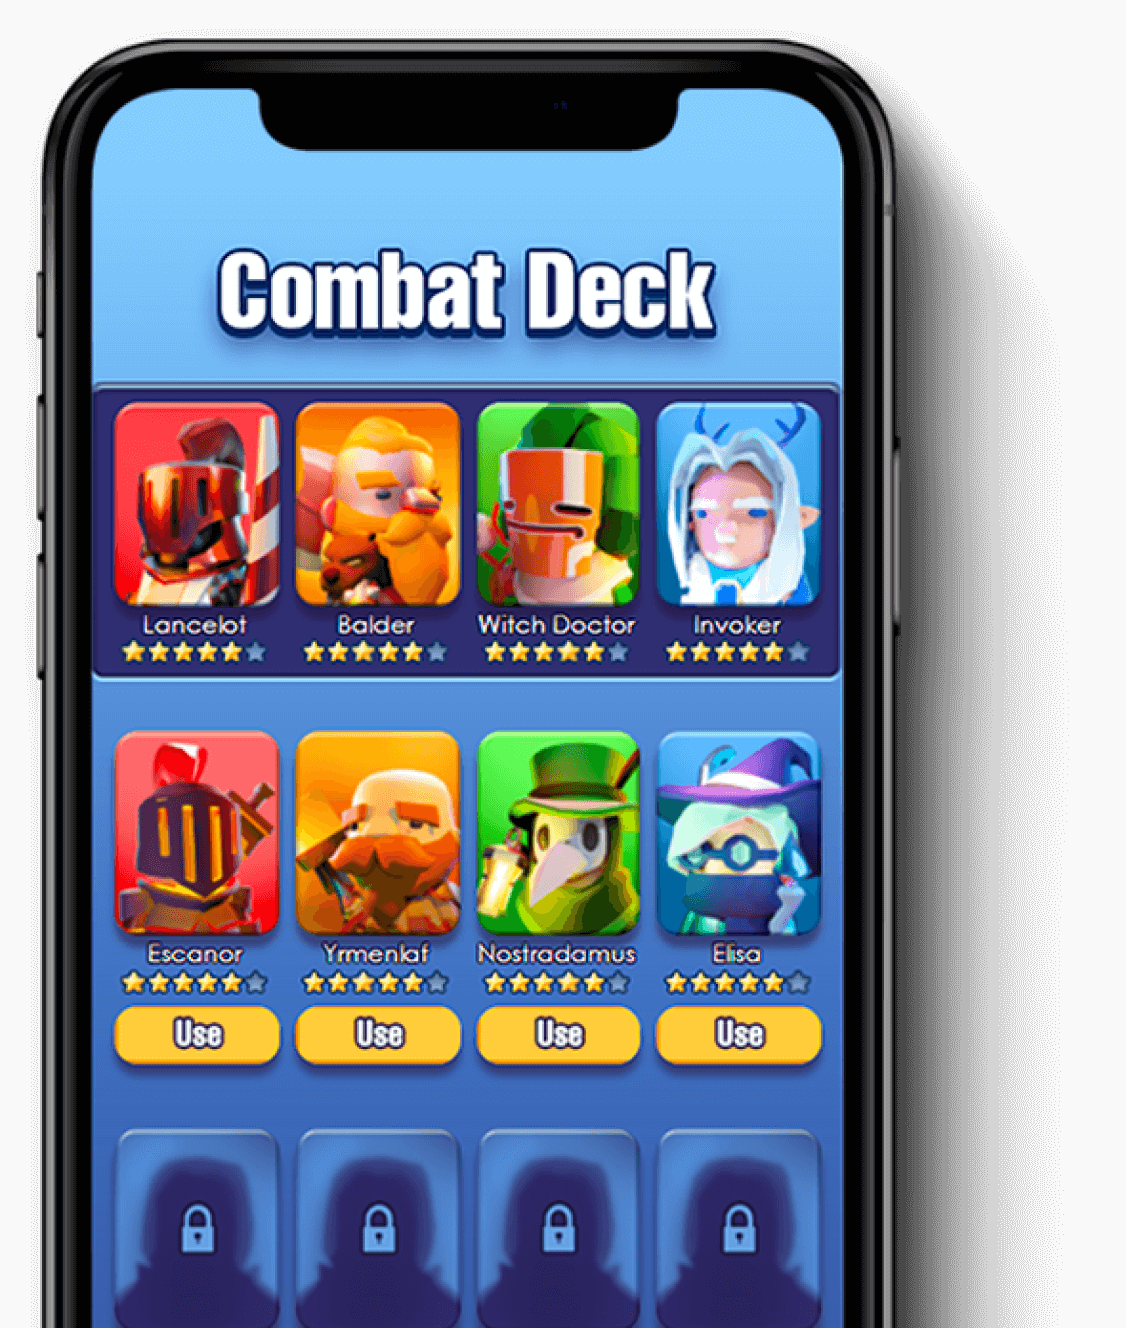 Combat Deck
Lancelot Balder Witch Doctor Invoker
Escanor Yrmenlaf Nostradamus Elisa
Use Use Use Use